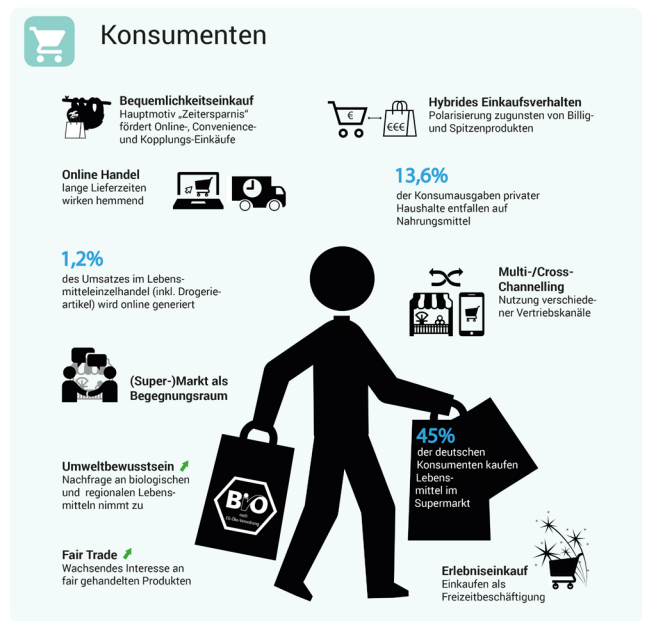 Konsumenten
Bequemlichkeitseinkauf
Hauptmotiv „Zeitersparnis“
fördert Online-, Convenience-
und Kopplungs-Einkäufe
€
€€€
Hybrides Einkaufsverhalten
Polarisierung zugunsten von Billig-
und Spitzenprodukten
Online Handel
lange Lieferzeiten
wirken hemmend
13,6%
der Konsumausgaben privater
Haushalte entfallen auf
Nahrungsmittel
1,2%
des Umsatzes im Lebens-
mitteleinzelhandel (inkl. Drogerie-
artikel) wird online generiert
Multi-/Cross-
Channelling
Nutzung verschiede-
ner Vertriebskanäle
(Super-)Markt als
Begegnungsraum
45%
der deutschen
Konsumenten kaufen
Lebens-
mittel im
Supermarkt
Umweltbewusstsein
Nachfrage an biologischen
und regionalen Lebens-
mitteln nimmt zu
Bio
nach
EG-Öko-Verordnung
Fair Trade
Wachsendes Interesse an
fair gehandelten Produkten
Erlebniseinkauf
Einkaufen als
Freizeitbeschäftigung